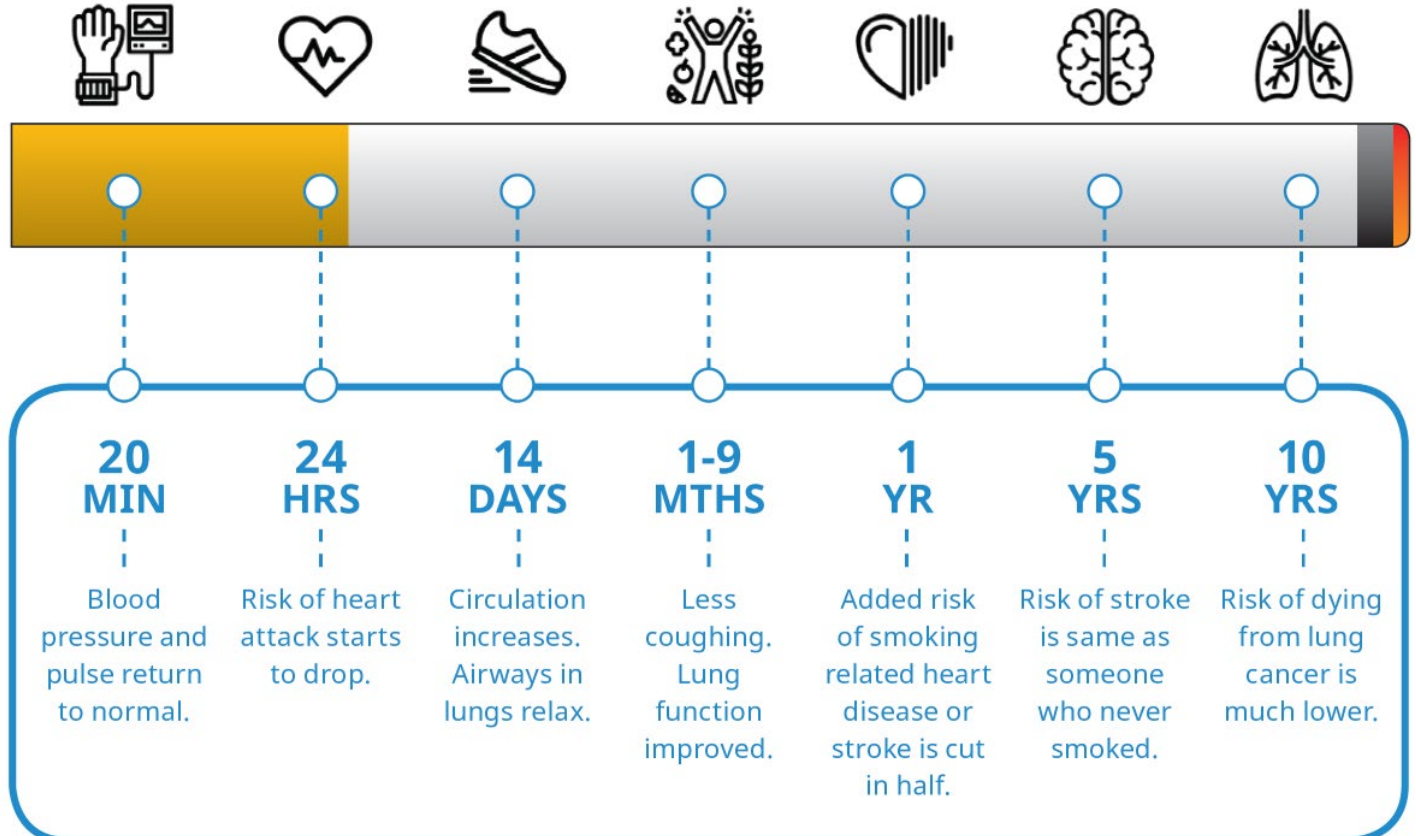 20
MIN
Blood
pressure and
pulse return
to normal.
24
HRS
Risk of heart
attack starts
to drop.
14
DAYS
Circulation
increases.
Airways in
lungs relax.
1-9
MTHS
Less
coughing.
Lung
function
improved.
1
YR
Added risk
of smoking
related heart
disease or
stroke is cut
in half.
5
YRS
Risk of stroke
is same as
someone
who never
smoked.
10
YRS
Risk of dying
from lung
cancer is
much lower.